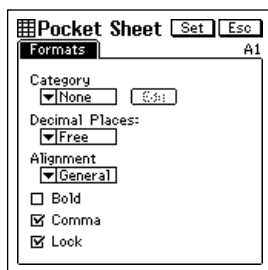 Pocket Sheet Set Esc
Formats A1
Category
None
Decimal Places:
Free
Alignment
General
Bold
Comma
Lock